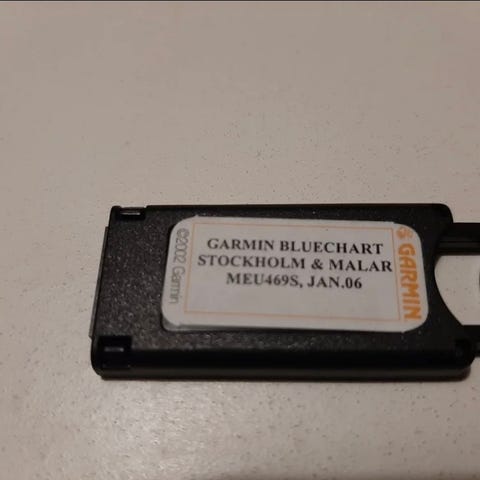 GARMIN BLUECHART
STOCKHOLM & MALAR
MEU469S, JAN.06
©2002 Garmin
GARMIN